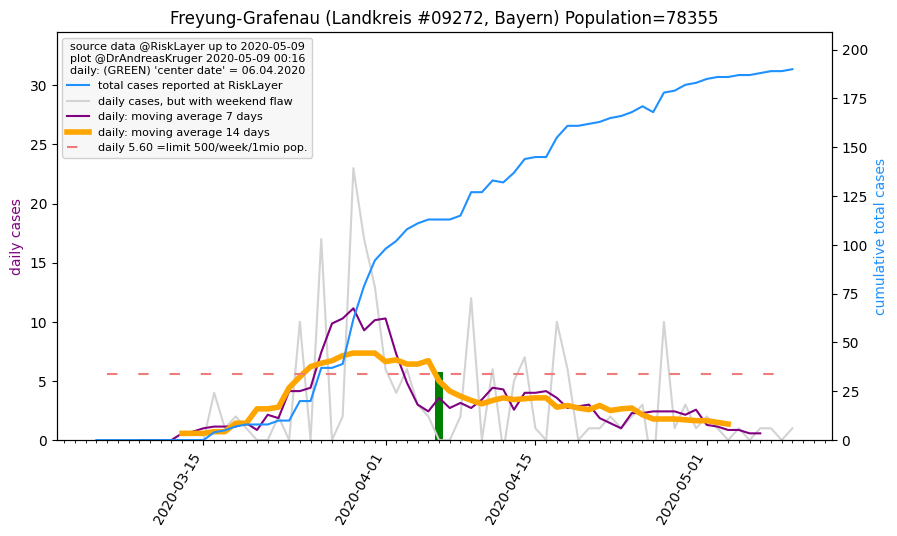 Freyung-Grafenau (Landkreis #09272, Bayern) Population=78355
source data @RiskLayer up to 2020-05-09
plot @DrAndreasKruger 2020-05-09 00:16
daily: (GREEN) 'center date' = 06.04.2020
total cases reported at RiskLayer
daily cases, but with weekend flaw
daily: moving average 7 days
daily: moving average 14 days
daily 5.60 =limit 500/week/1mio pop.
daily cases
30
25
20
15
10
5
0
cumulative total cases
200
175
150
125
100
75
50
25
0
2020-03-15
2020-04-01
2020-04-15
2020-05-01